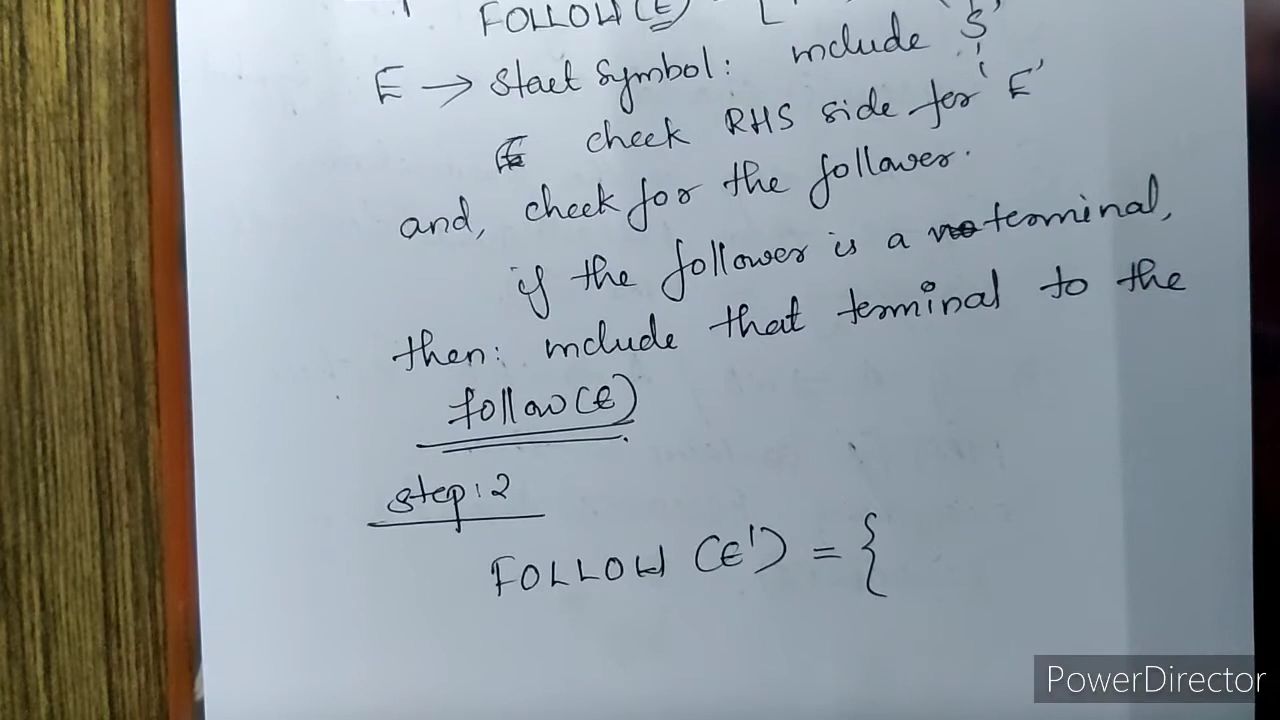 FOLLOW (E)
E → Start Symbol: include '$'
check RHS side for 'E'
and, check for the follower.
if the follower is a terminal,
then: include that terminal to the
follow(E)
step:2
FOLLOW (E') = {
PowerDirector